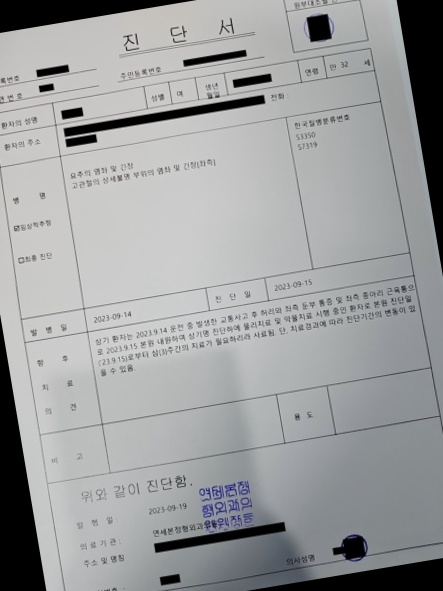 진 단 서
원부대조필 인
록번호
주민등록번호
번 호
환자의 성명
성별 여
생년
월일
연령 만 32 세
환자의 주소
전화
병 명
☑임상적추정
☐최종 진단
요추의 염좌 및 긴장
고관절의 상세불명 부위의 염좌 및 긴장(좌측)
한국질병분류번호
S3350
S7319
발 병 일
2023-09-14
진 단 일
2023-09-15
향 후
치 료
의 견
상기 환자는 2023.9.14 운전 중 발생한 교통사고 후 허리와 좌측 둔부 통증 및 좌측 종아리 근육통으
로 2023.9.15 본원 내원하여 상기명 진단하에 물리치료 및 약물치료 시행 중인 환자로 본원 진단일
('23.9.15)로부터 삼(3)주간의 치료가 필요하리라 사료됨. 단, 치료경과에 따라 진단기간의 변동이 있
을 수 있음.
비 고
용 도
위와 같이 진단함.
발 행 일 2023-09-19
의료기관 : 연세본정형외과
주소 및 명칭
연세본정
형외과의
의사성명
번호 :